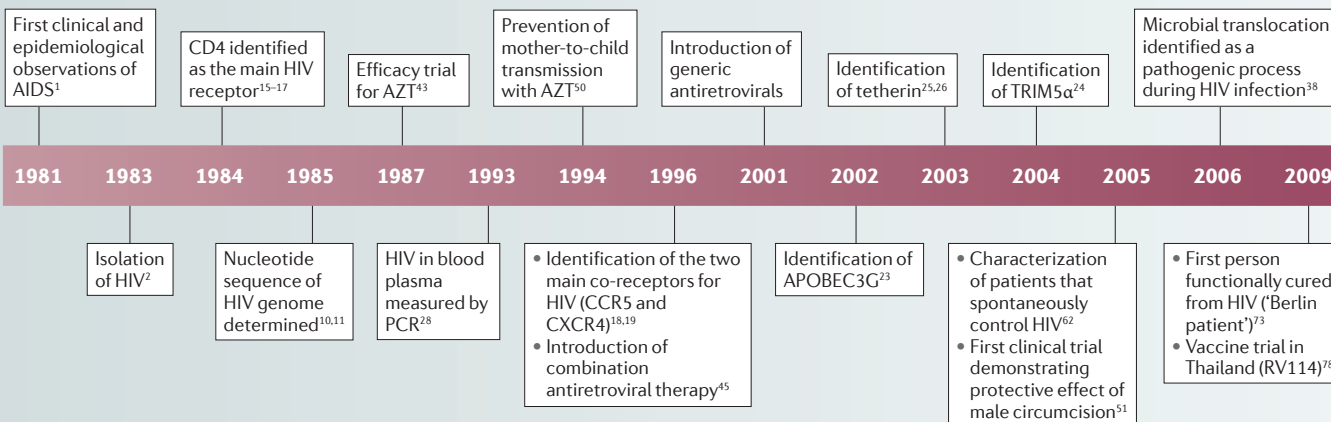 First clinical and
epidemiological
observations of
AIDS¹
CD4 identified
as the main HIV
receptor¹⁵⁻¹⁷
Efficacy trial
for AZT⁴³
Prevention of
mother-to-child
transmission
with AZT⁵⁰
Introduction of
generic
antiretrovirals
Identification
of tetherin²⁵,²⁶
Identification
of TRIM5α²⁴
Microbial translocation
identified as a
pathogenic process
during HIV infection³⁸
1981 1983 1984 1985 1987 1993 1994 1996 2001 2002 2003 2004 2005 2006 2009
Isolation
of HIV²
Nucleotide
sequence of
HIV genome
determined¹⁰,¹¹
HIV in blood
plasma
measured by
PCR²⁸
• Identification of the two
main co-receptors for
HIV (CCR5 and
CXCR4)¹⁸,¹⁹
• Introduction of
combination
antiretroviral therapy⁴⁵
Identification of
APOBEC3G²³
• Characterization
of patients that
spontaneously
control HIV⁶²
• First clinical trial
demonstrating
protective effect of
male circumcision⁵¹
• First person
functionally cured
from HIV (‘Berlin
patient’)⁷³
• Vaccine trial in
Thailand (RV114)⁷⁸